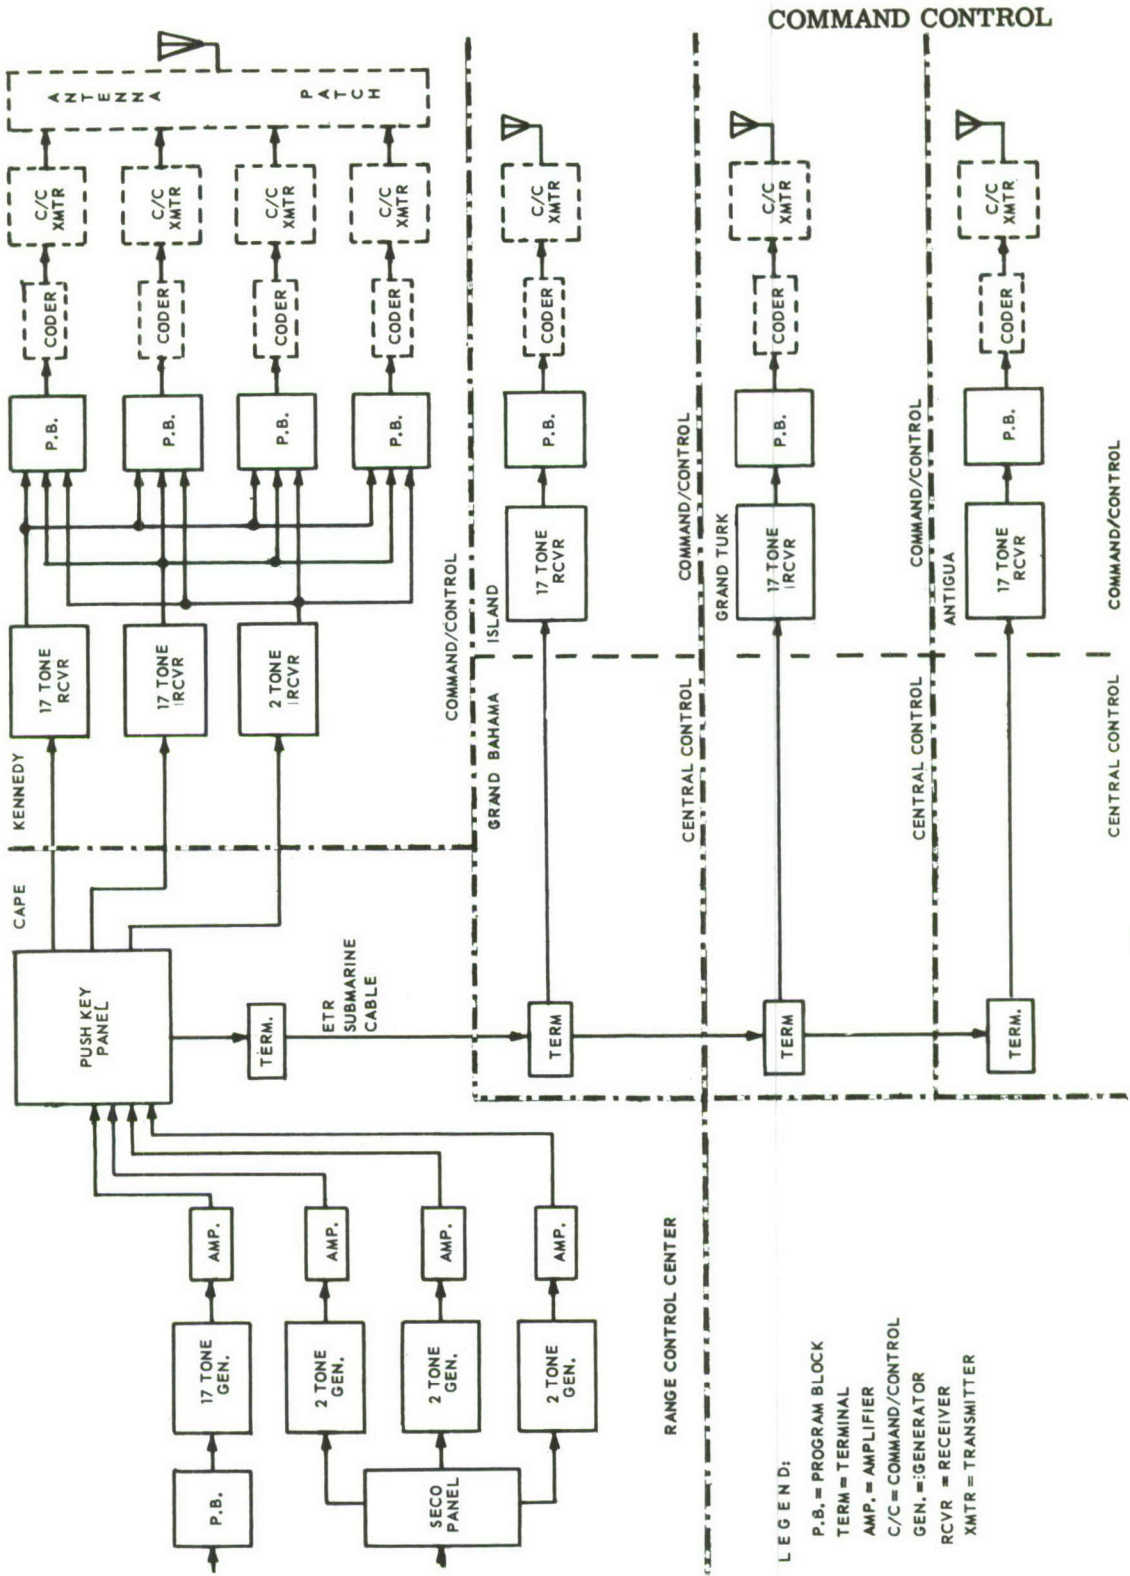 COMMAND CONTROL
P.B.
17 TONE
GEN.
AMP.
SECO
PANEL
2 TONE
GEN.
AMP.
2 TONE
GEN.
AMP.
2 TONE
GEN.
AMP.
RANGE CONTROL CENTER
PUSH KEY
PANEL
TERM.
ETR
SUBMARINE
CABLE
CAPE KENNEDY
17 TONE
RCVR
17 TONE
RCVR
2 TONE
RCVR
P.B.
CODER
C/C
XMTR
P.B.
CODER
C/C
XMTR
P.B.
CODER
C/C
XMTR
P.B.
CODER
C/C
XMTR
ANTENNA
PATCH
COMMAND/CONTROL
GRAND BAHAMA ISLAND
TERM
17 TONE
RCVR
P.B.
CODER
C/C
XMTR
CENTRAL CONTROL
COMMAND/CONTROL
GRAND TURK
TERM
17 TONE
RCVR
P.B.
CODER
C/C
XMTR
CENTRAL CONTROL
COMMAND/CONTROL
ANTIGUA
TERM.
17 TONE
RCVR
P.B.
CODER
C/C
XMTR
CENTRAL CONTROL
COMMAND/CONTROL
LEGEND:
P.B. = PROGRAM BLOCK
TERM = TERMINAL
AMP. = AMPLIFIER
C/C = COMMAND/CONTROL
GEN. = GENERATOR
RCVR = RECEIVER
XMTR = TRANSMITTER